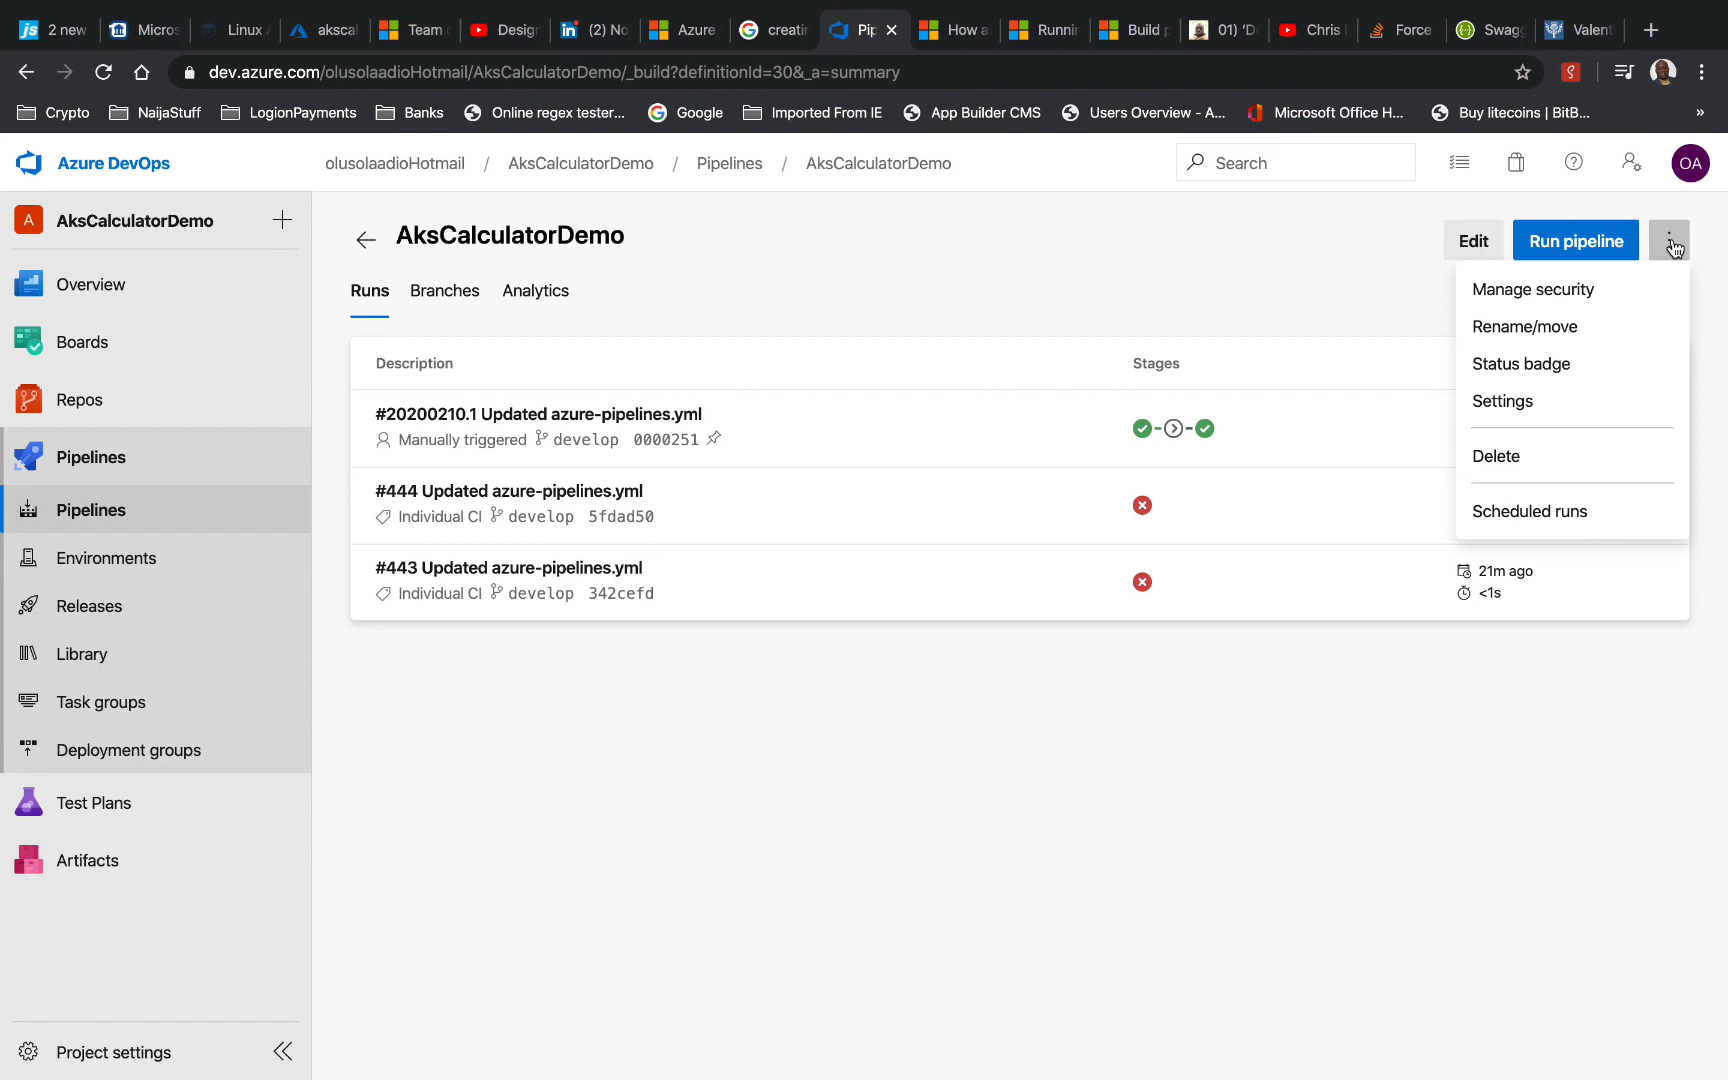 2 new
Micros
Linux
akscal
Team
Design
(2) No
Azure
creatin
Pip
How a
Runnin
Build p
01) 'De
Chris
Force
Swagg
Valent
dev.azure.com/olusolaadioHotmail/AksCalculatorDemo/_build?definitionId=30&_a=summary
Crypto
NaijaStuff
LogionPayments
Banks
Online regex tester...
Google
Imported From IE
App Builder CMS
Users Overview - A...
Microsoft Office H...
Buy litecoins | BitB...
»
Azure DevOps
olusolaadioHotmail / AksCalculatorDemo / Pipelines / AksCalculatorDemo
Search
OA
A AksCalculatorDemo
Overview
Boards
Repos
Pipelines
Pipelines
Environments
Releases
Library
Task groups
Deployment groups
Test Plans
Artifacts
Project settings
AksCalculatorDemo
Edit
Run pipeline
Runs Branches Analytics
Manage security
Rename/move
Status badge
Settings
Delete
Scheduled runs
Description Stages
#20200210.1 Updated azure-pipelines.yml
Manually triggered develop 0000251
#444 Updated azure-pipelines.yml
Individual CI develop 5fdad50
#443 Updated azure-pipelines.yml
Individual CI develop 342cefd
21m ago
<1s